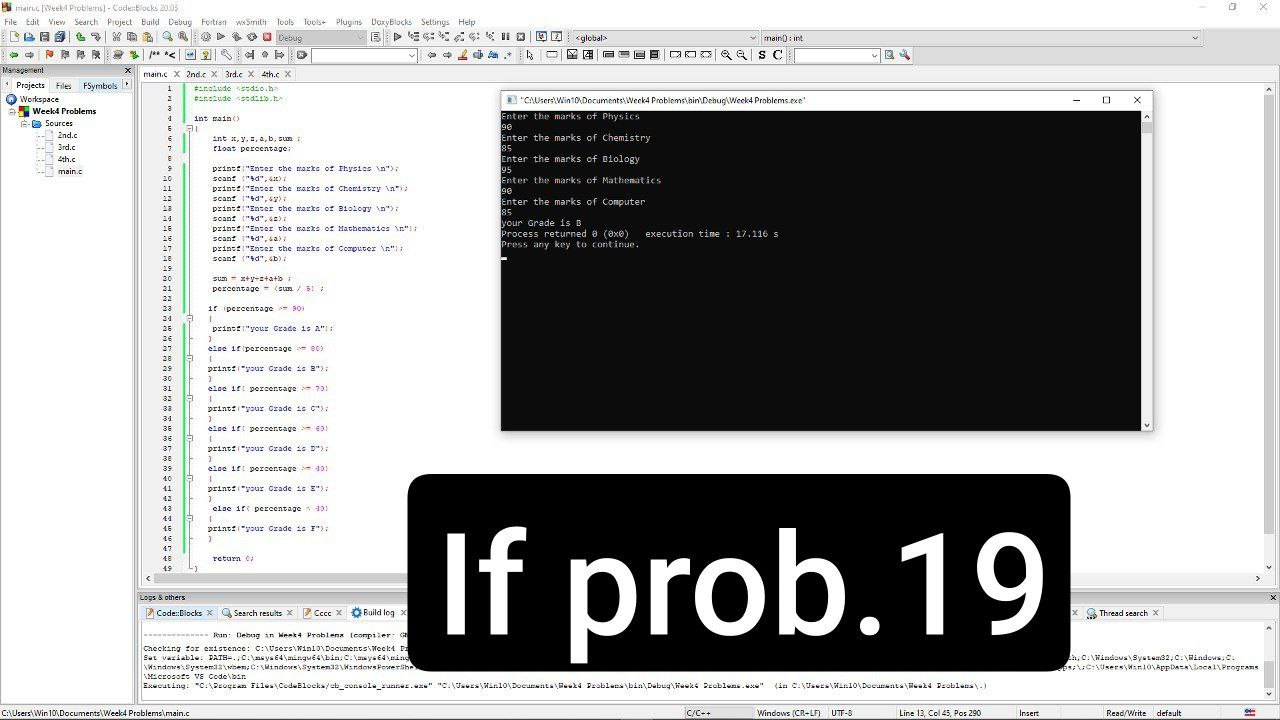 main.c [Week4 Problems] - Code::Blocks 20.03
File Edit View Search Project Build Debug Fortran wxSmith Tools Tools+ Plugins DoxyBlocks Settings Help
Debug
<global>
main() : int
/** *<
S C
Management
Projects Files FSymbols
Workspace
Week4 Problems
Sources
2nd.c
3rd.c
4th.c
main.c
main.c 2nd.c 3rd.c 4th.c
1 #include <stdio.h>
2 #include <stdlib.h>
3
4 int main()
5 {
6 int x,y,z,a,b,sum ;
7 float percentage;
8
9 printf("Enter the marks of Physics \n");
10 scanf ("%d",&x);
11 printf("Enter the marks of Chemistry \n");
12 scanf ("%d",&y);
13 printf("Enter the marks of Biology \n");
14 scanf ("%d",&z);
15 printf("Enter the marks of Mathematics \n");
16 scanf ("%d",&a);
17 printf("Enter the marks of Computer \n");
18 scanf ("%d",&b);
19
20 sum = x+y+z+a+b ;
21 percentage = (sum / 5) ;
22
23 if (percentage >= 90)
24 {
25 printf("your Grade is A");
26 }
27 else if(percentage >= 80)
28 {
29 printf("your Grade is B");
30 }
31 else if( percentage >= 70)
32 {
33 printf("your Grade is C");
34 }
35 else if( percentage >= 60)
36 {
37 printf("your Grade is D");
38 }
39 else if( percentage >= 40)
40 {
41 printf("your Grade is E");
42 }
43 else if( percentage < 40)
44 {
45 printf("your Grade is F");
46 }
47
48 return 0;
49 }
"C:\Users\Win10\Documents\Week4 Problems\bin\Debug\Week4 Problems.exe"
Enter the marks of Physics
90
Enter the marks of Chemistry
85
Enter the marks of Biology
95
Enter the marks of Mathematics
90
Enter the marks of Computer
85
your Grade is B
Process returned 0 (0x0) execution time : 17.116 s
Press any key to continue.
If prob.19
Logs & others
Code::Blocks Search results Cccc Build log Thread search
-------------- Run: Debug in Week4 Problems (compiler:
Checking for existence: C:\Users\Win10\Documents\Week4
Set variable: PATH=.;C:\msys64\mingw64\bin;C:\Windows\System32;C:\Windows;C:
\Windows\System32\wbem;C:\Windows\System32\C:\Users\Win10\AppData\Local\Programs
\Microsoft VS Code\bin
Executing: "C:\Program Files\CodeBlocks/cb_console_runner.exe" "C:\Users\Win10\Documents\Week4 Problems\bin\Debug\Week4 Problems.exe" (in C:\Users\Win10\Documents\Week4 Problems\.)
C:\Users\Win10\Documents\Week4 Problems\main.c C/C++ Windows (CR+LF) UTF-8 Line 13, Col 45, Pos 290 Insert Read/Write default